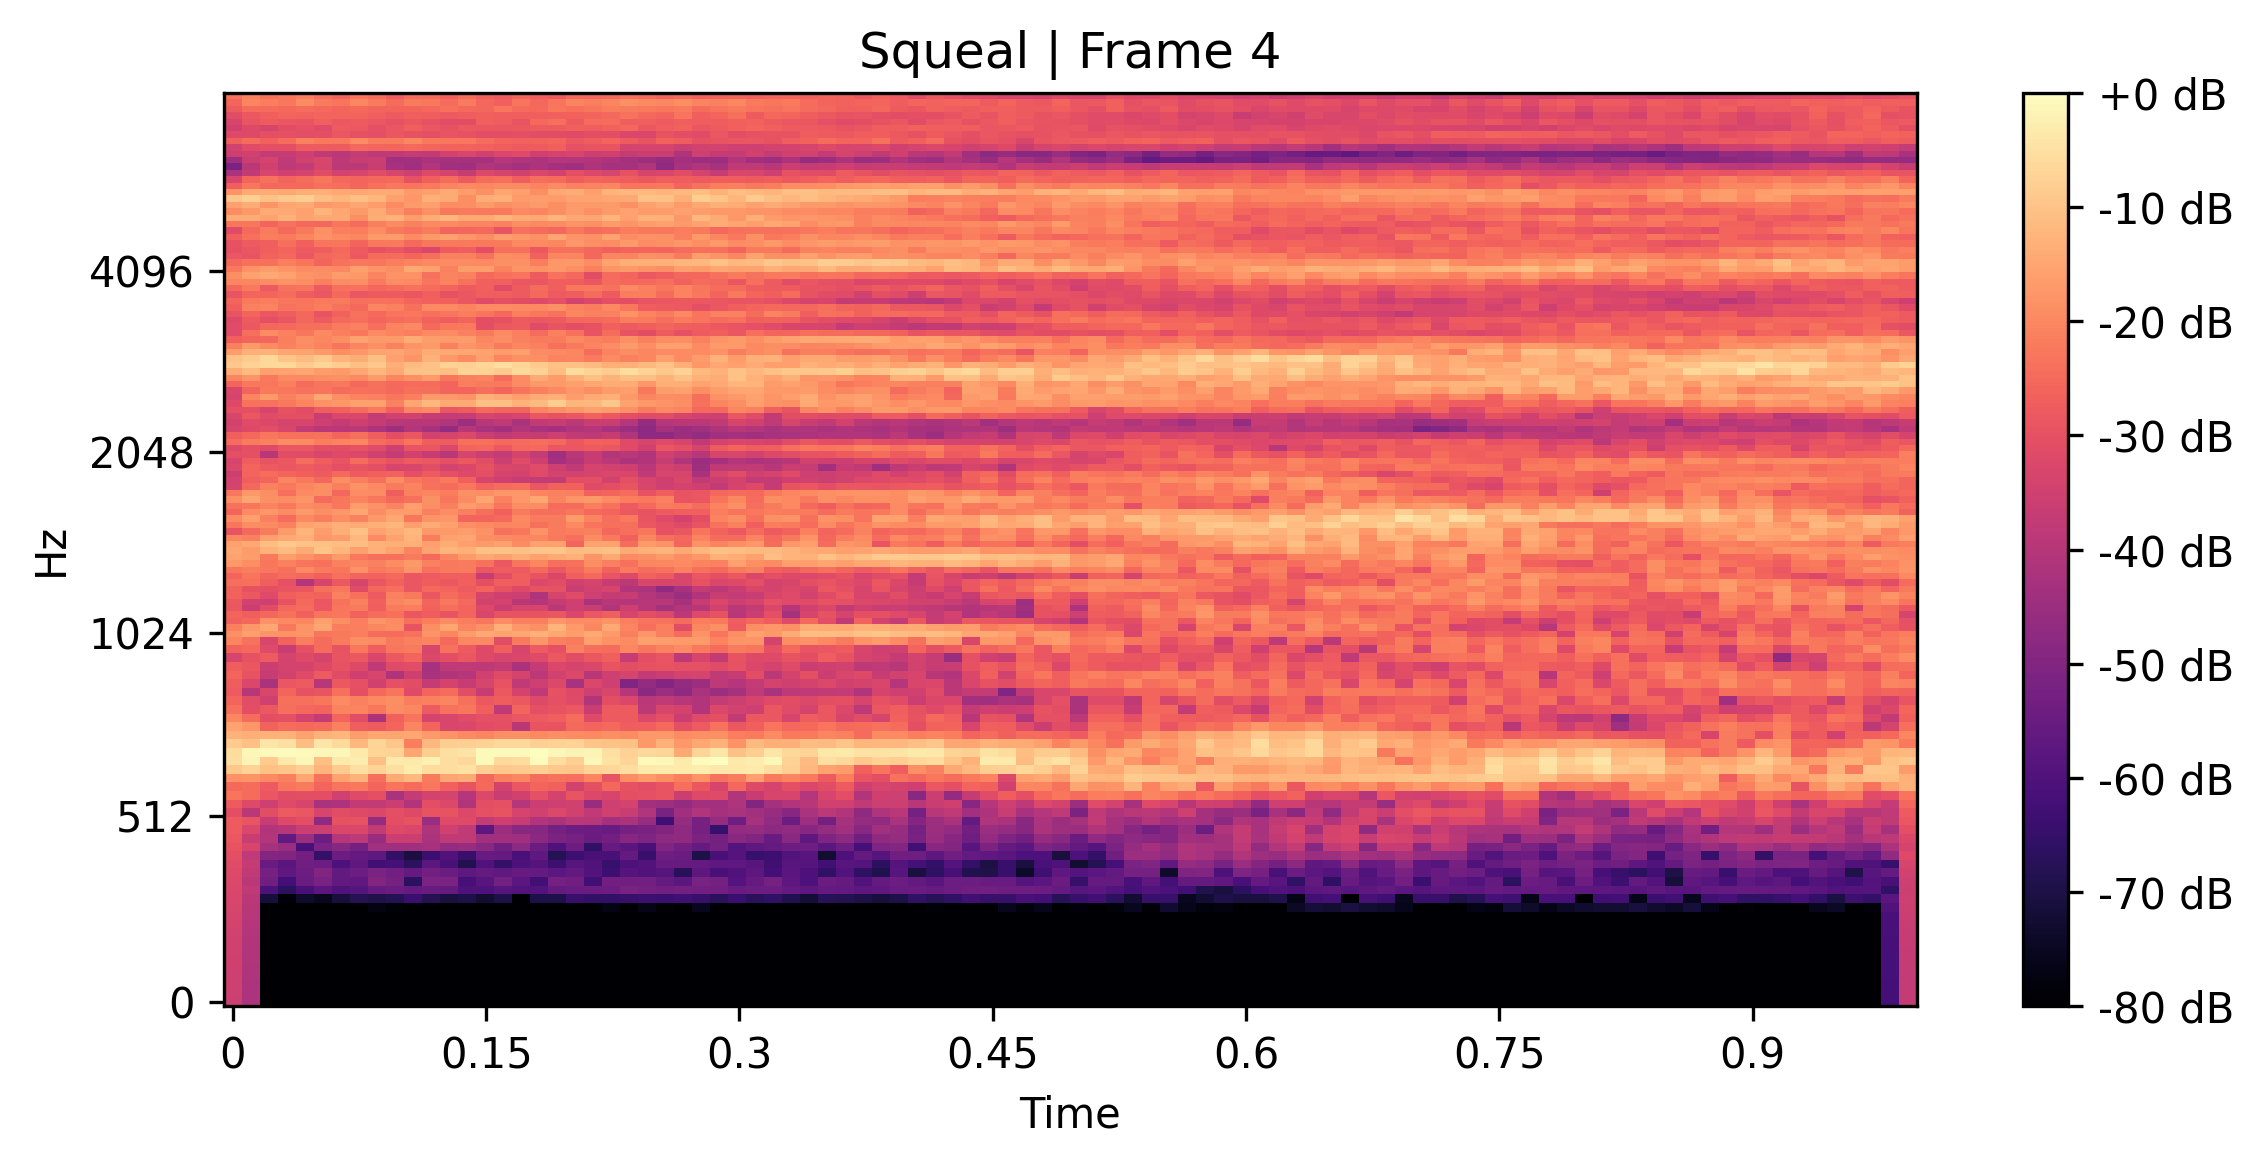 Squeal | Frame 4
Hz
4096
2048
1024
512
0
0 0.15 0.3 0.45 0.6 0.75 0.9
Time
+0 dB
-10 dB
-20 dB
-30 dB
-40 dB
-50 dB
-60 dB
-70 dB
-80 dB